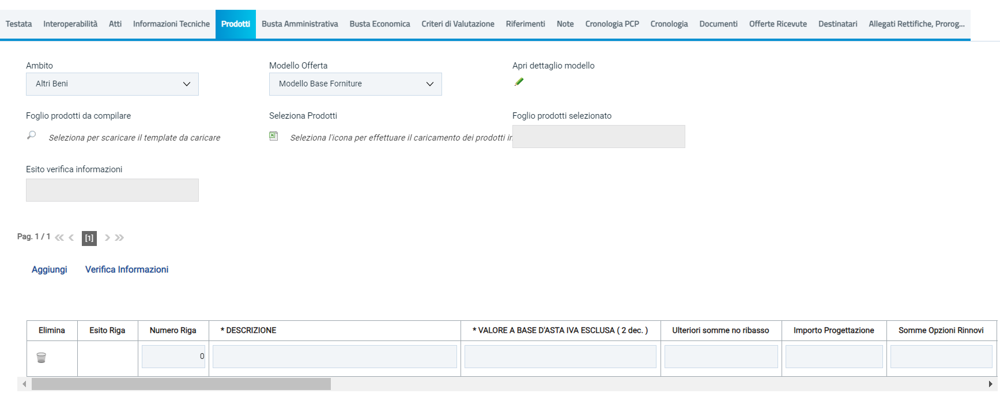 Testata Interoperabilità Atti Informazioni Tecniche Prodotti Busta Amministrativa Busta Economica Criteri di Valutazione Riferimenti Note Cronologia PCP Cronologia Documenti Offerte Ricevute Destinatari Allegati Rettifiche, Prorog...
Ambito Modello Offerta Apri dettaglio modello
Altri Beni Modello Base Forniture
Foglio prodotti da compilare Seleziona Prodotti Foglio prodotti selezionato
Seleziona per scaricare il template da caricare Seleziona l'icona per effettuare il caricamento dei prodotti
Esito verifica informazioni
Pag. 1 / 1 [1]
Aggiungi Verifica Informazioni
Elimina Esito Riga Numero Riga * DESCRIZIONE * VALORE A BASE D'ASTA IVA ESCLUSA ( 2 dec. ) Ulteriori somme no ribasso Importo Progettazione Somme Opzioni Rinnovi
0